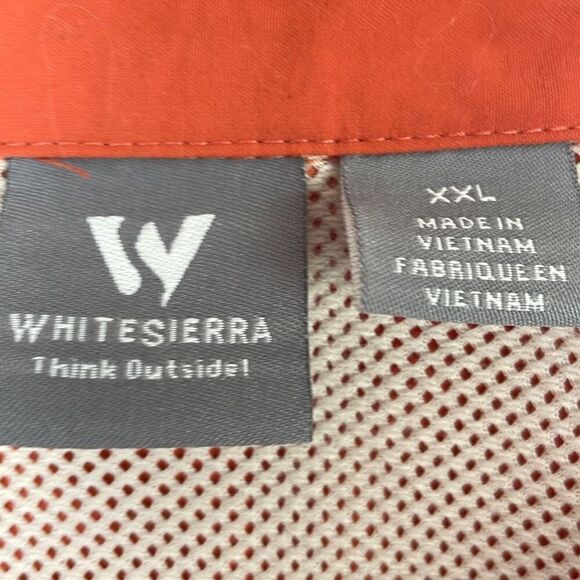 WHITESIERRA
Think Outside!
XXL
MADE IN
VIETNAM
FABRIQUE EN
VIETNAM